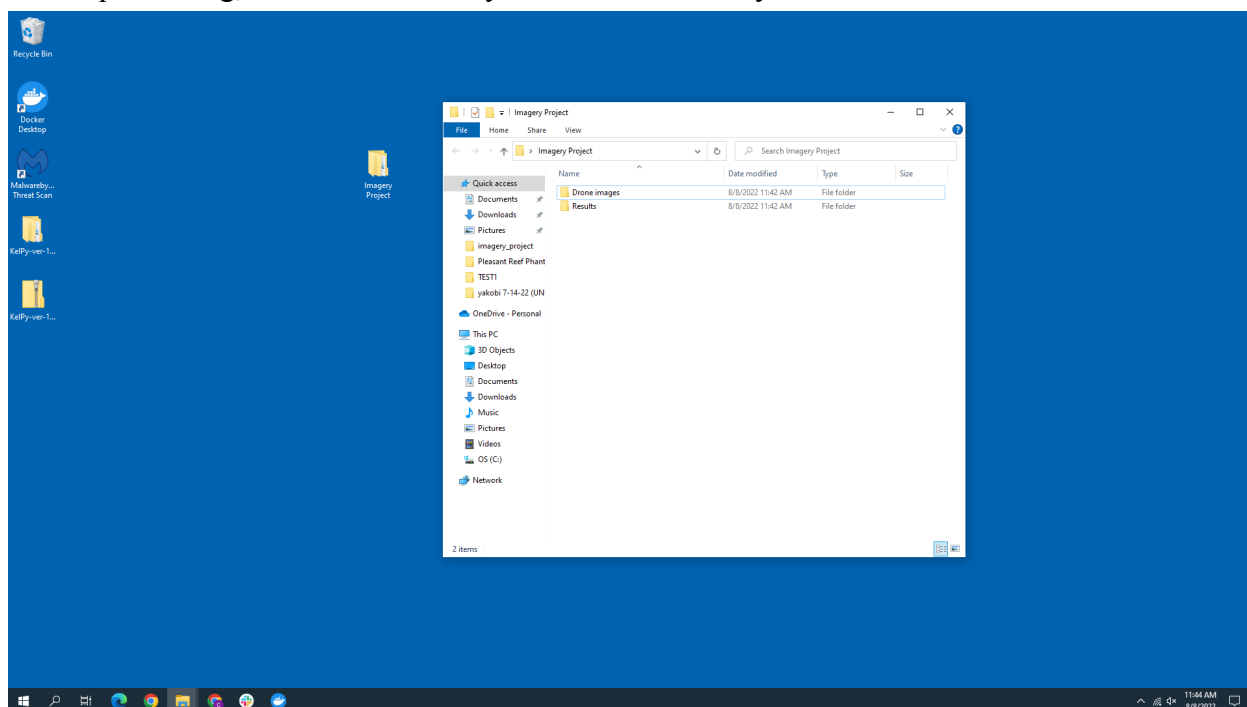 Recycle Bin
Docker
Desktop
Malwareby...
Threat Scan
KelPy-ver-1...
KelPy-ver-1...
Imagery
Project
Imagery Project
File Home Share View
Imagery Project
Search Imagery Project
Name Date modified Type Size
Quick access
Drone images 8/8/2022 11:42 AM File folder
Documents
Results 8/8/2022 11:42 AM File folder
Downloads
Pictures
imagery_project
Pleasant Reef Phant
TEST1
yakobi 7-14-22 (UN
OneDrive - Personal
This PC
3D Objects
Desktop
Documents
Downloads
Music
Pictures
Videos
OS (C:)
Network
2 items
11:44 AM
8/8/2022